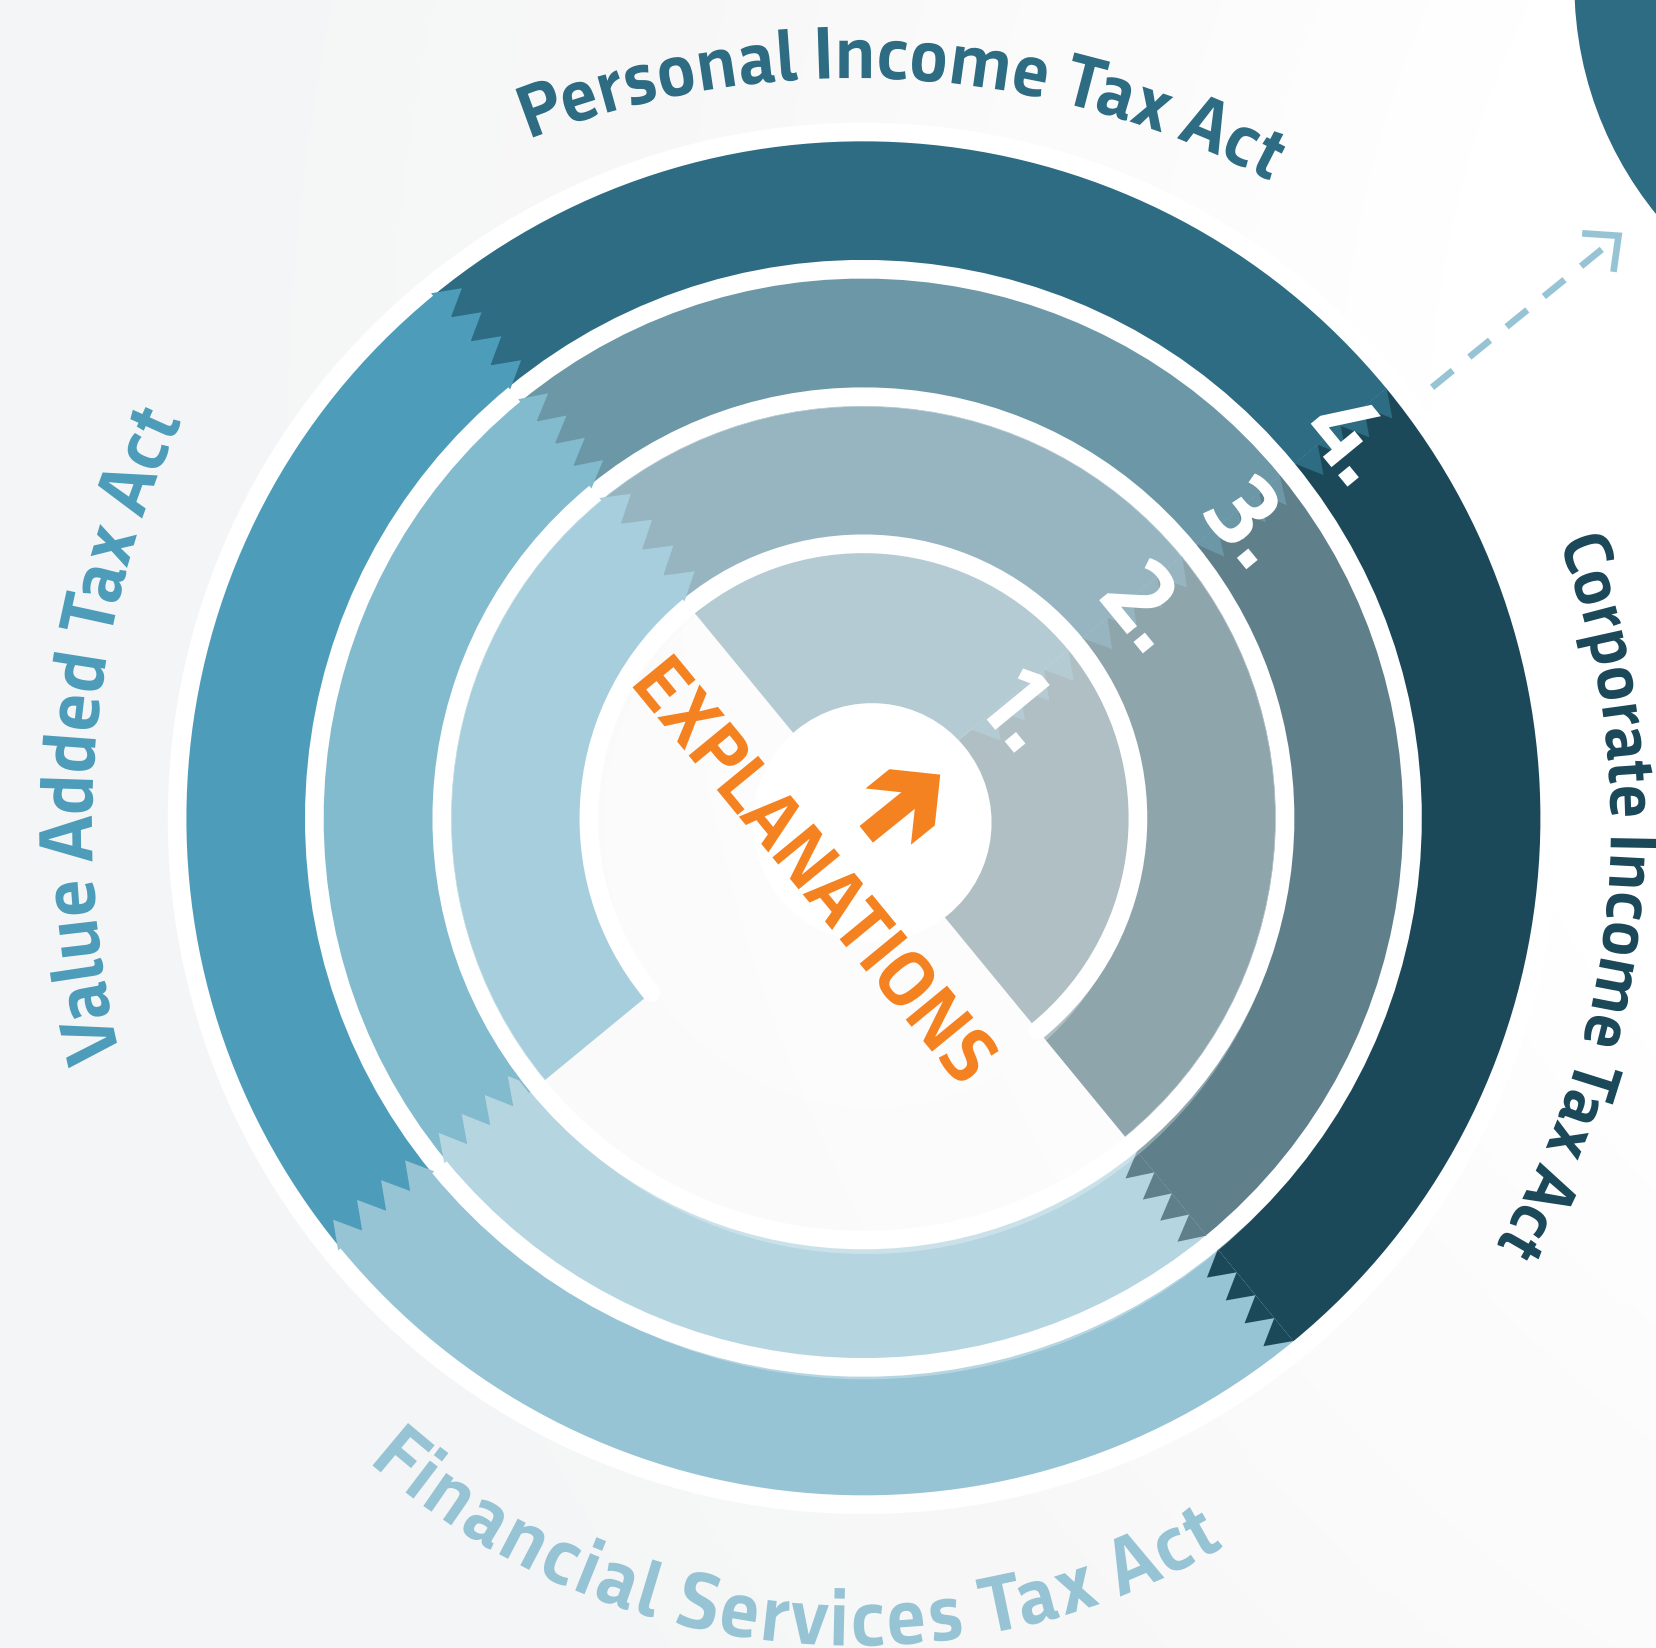 Personal Income Tax Act
Value Added Tax Act
Corporate Income Tax Act
Financial Services Tax Act
4.
3.
2.
1.
EXPLANATIONS